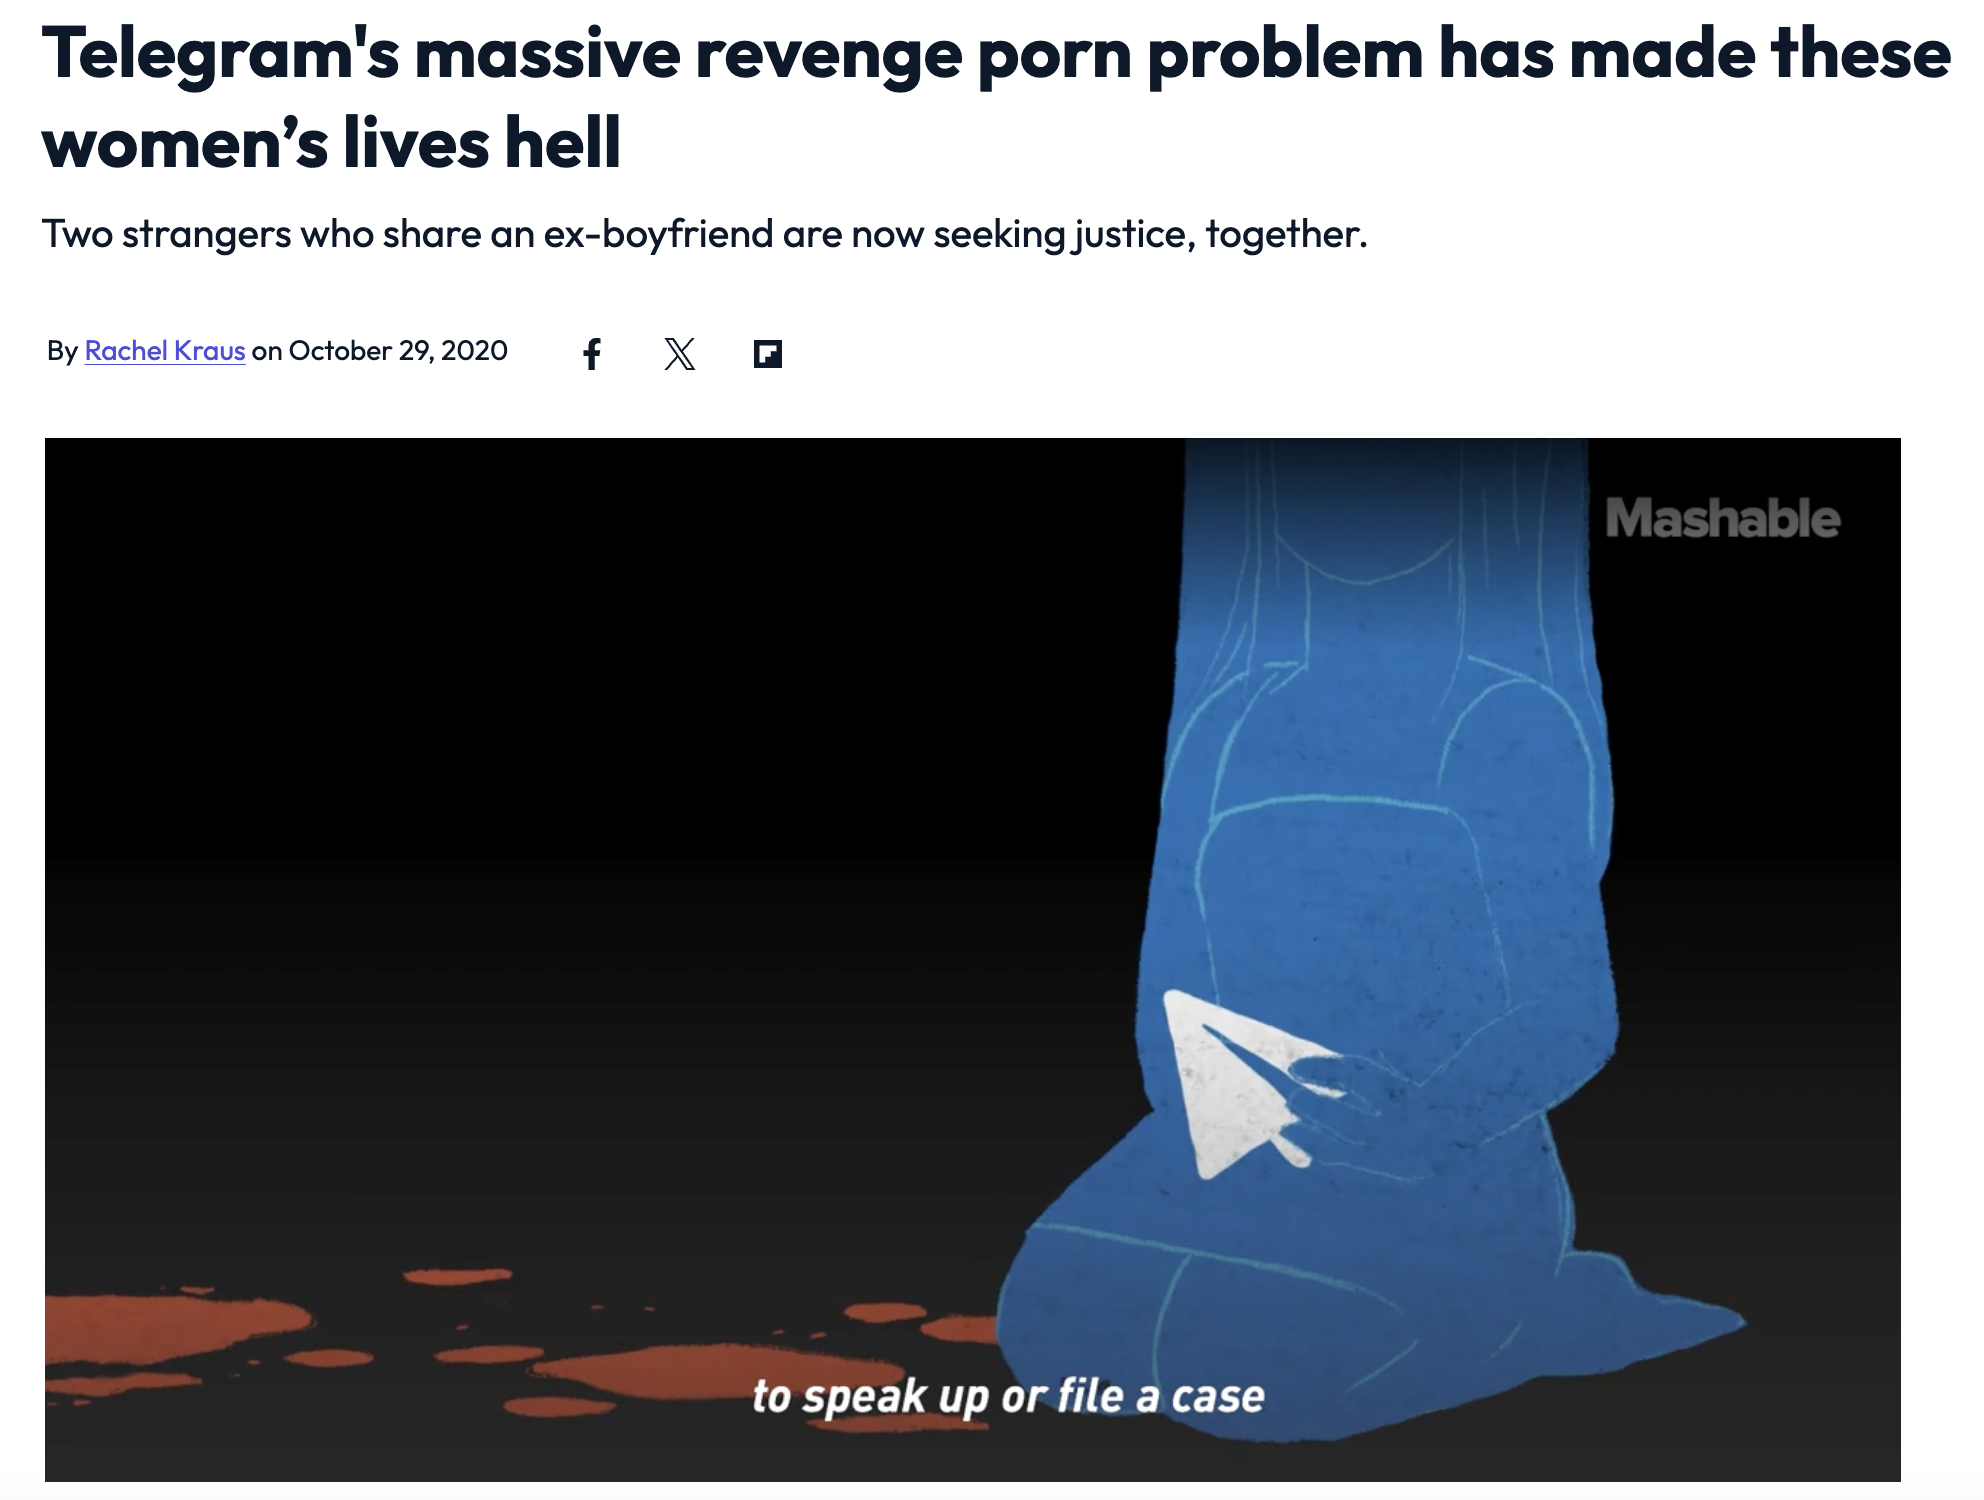 Telegram's massive revenge porn problem has made these
women’s lives hell
Two strangers who share an ex-boyfriend are now seeking justice, together.
By Rachel Kraus on October 29, 2020
Mashable
to speak up or file a case